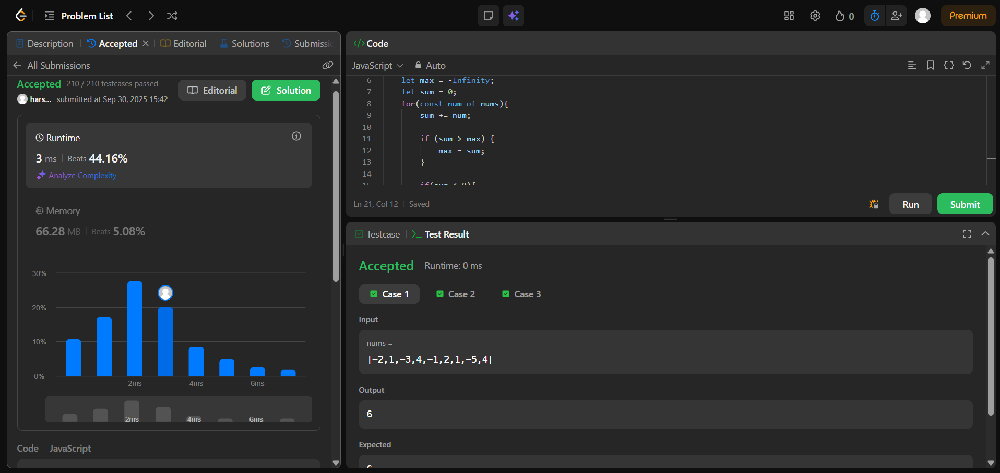 Problem List
0
Premium
Description
Accepted
Editorial
Solutions
Submissi
All Submissions
Accepted 210 / 210 testcases passed
hars... submitted at Sep 30, 2025 15:42
Editorial
Solution
Runtime
3 ms Beats 44.16%
Analyze Complexity
Memory
66.28 MB Beats 5.08%
30%
20%
10%
0%
2ms 4ms 6ms
2ms 4ms 6ms
Code JavaScript
Code
JavaScript Auto
6 let max = -Infinity;
7 let sum = 0;
8 for(const num of nums){
9 sum += num;
10
11 if (sum > max) {
12 max = sum;
13 }
14
15 if(sum < 0){
Ln 21, Col 12 Saved
Run
Submit
Testcase
>_ Test Result
Accepted Runtime: 0 ms
Case 1 Case 2 Case 3
Input
nums =
[-2,1,-3,4,-1,2,1,-5,4]
Output
6
Expected
6